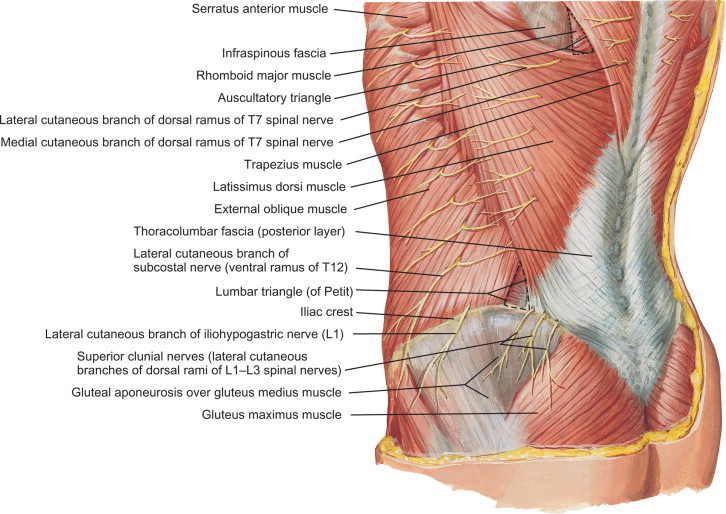 Serratus anterior muscle
Infraspinous fascia
Rhomboid major muscle
Auscultatory triangle
Lateral cutaneous branch of dorsal ramus of T7 spinal nerve
Medial cutaneous branch of dorsal ramus of T7 spinal nerve
Trapezius muscle
Latissimus dorsi muscle
External oblique muscle
Thoracolumbar fascia (posterior layer)
Lateral cutaneous branch of
subcostal nerve (ventral ramus of T12)
Lumbar triangle (of Petit)
Iliac crest
Lateral cutaneous branch of iliohypogastric nerve (L1)
Superior clunial nerves (lateral cutaneous
branches of dorsal rami of L1–L3 spinal nerves)
Gluteal aponeurosis over gluteus medius muscle
Gluteus maximus muscle